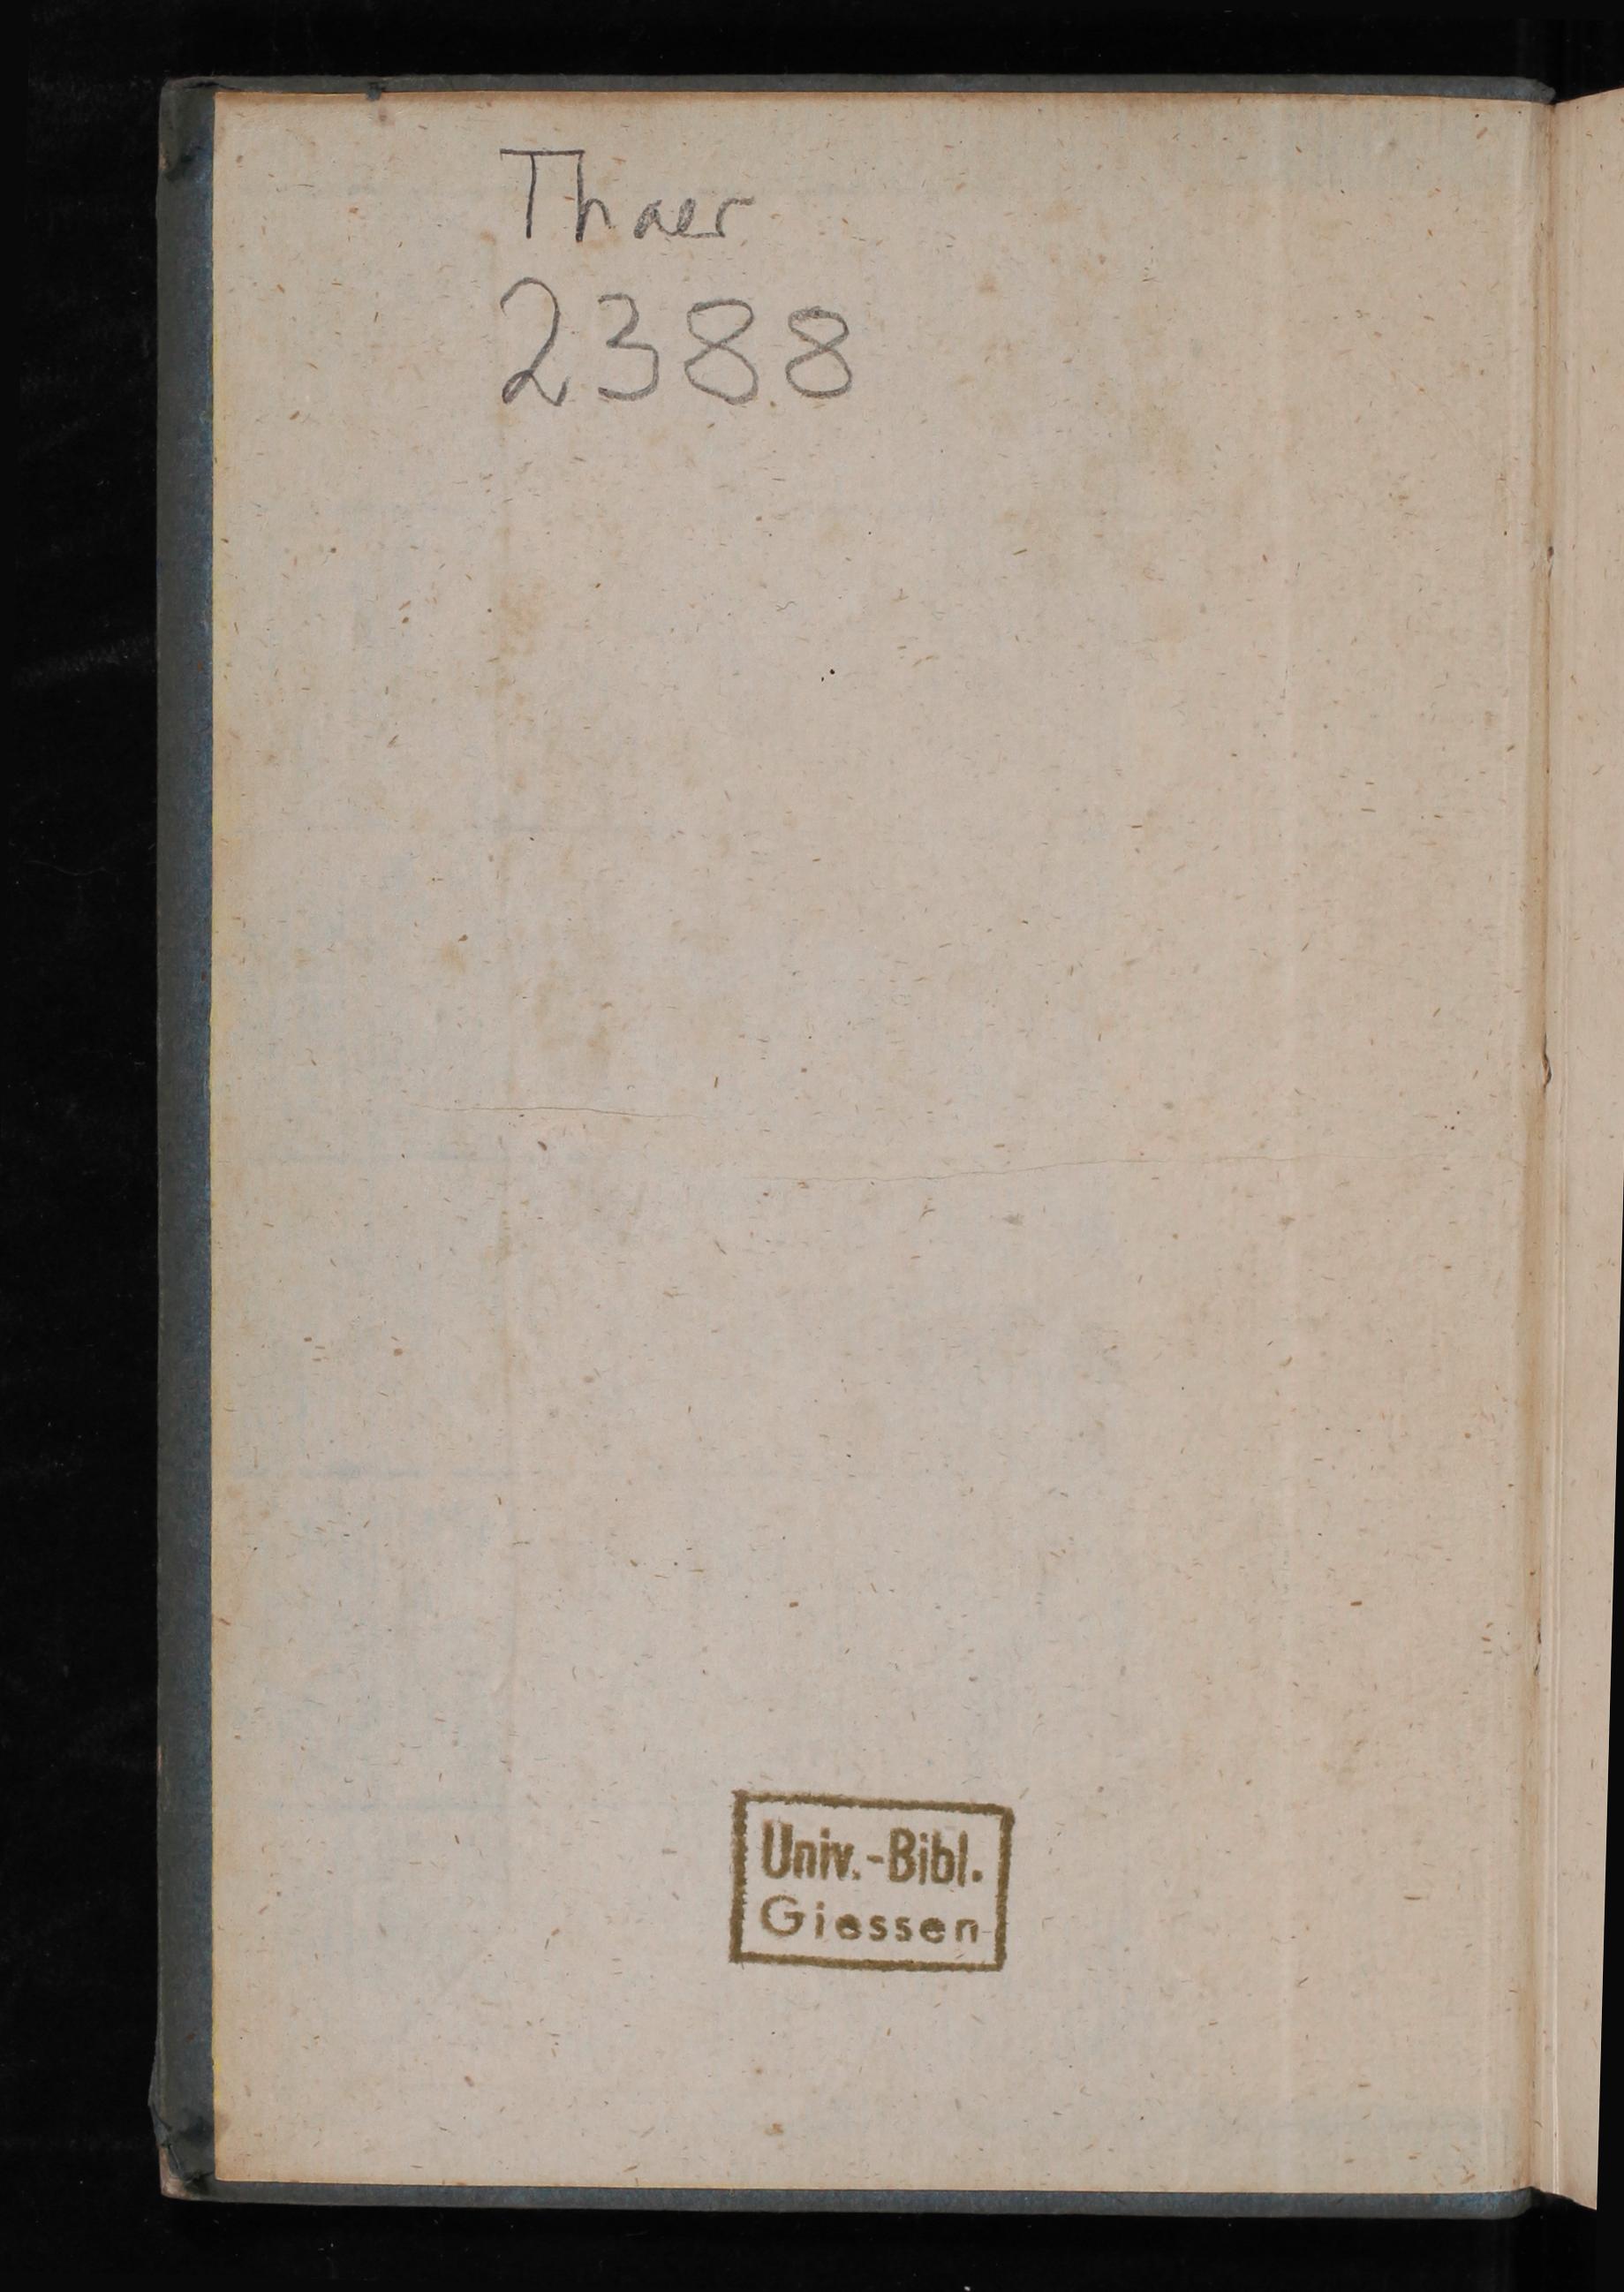 Thaer
2388
Univ.-Bibl.
Giessen